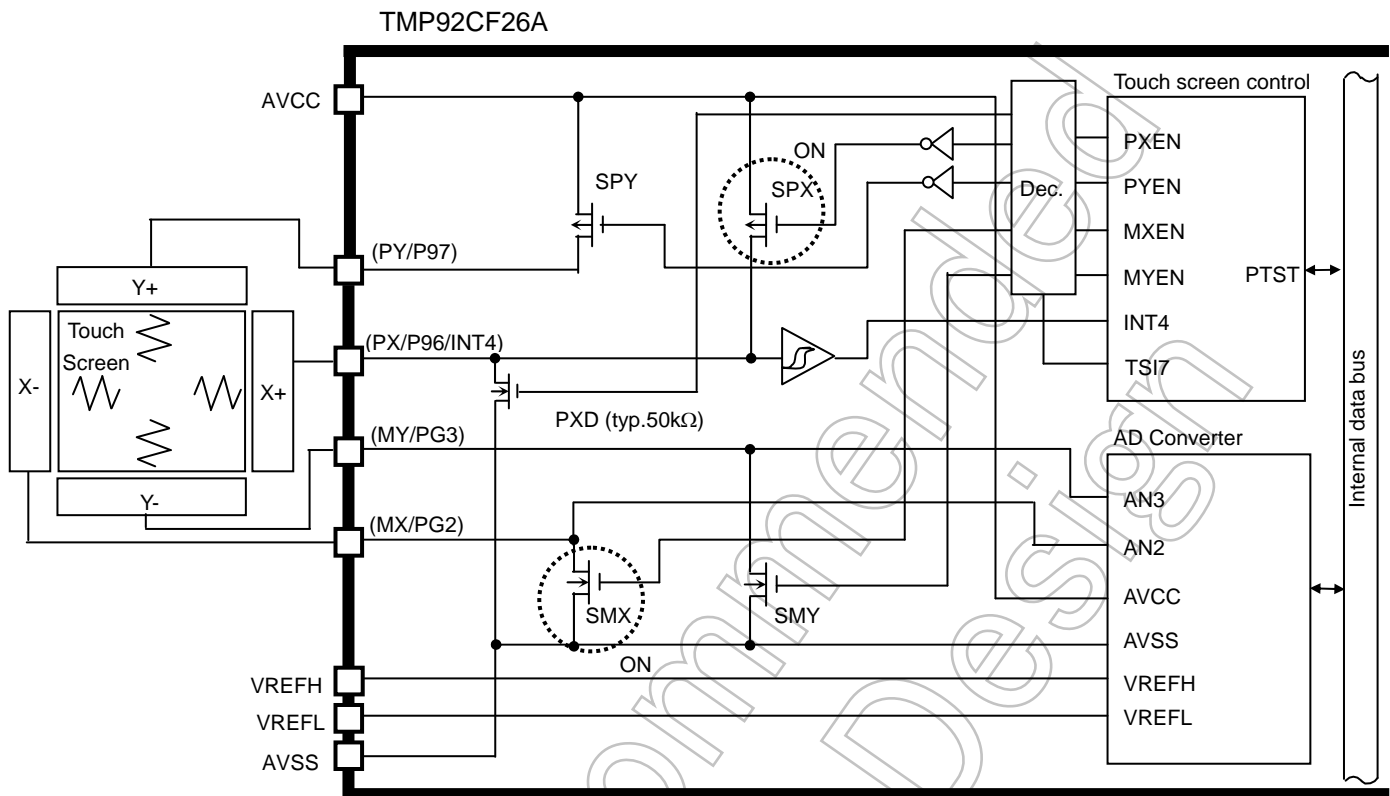 TMP92CF26A
AVCC
Touch screen control
ON
SPY
SPX
Dec.
PXEN
PYEN
MXEN
MYEN
PTST
INT4
TSI7
(PY/P97)
Y+
Touch
Screen
X-
X+
(PX/P96/INT4)
PXD (typ.50kΩ)
Y-
(MY/PG3)
(MX/PG2)
AD Converter
AN3
AN2
AVCC
AVSS
VREFH
VREFL
SMX
SMY
ON
Internal data bus
VREFH
VREFL
AVSS
ommended
Design